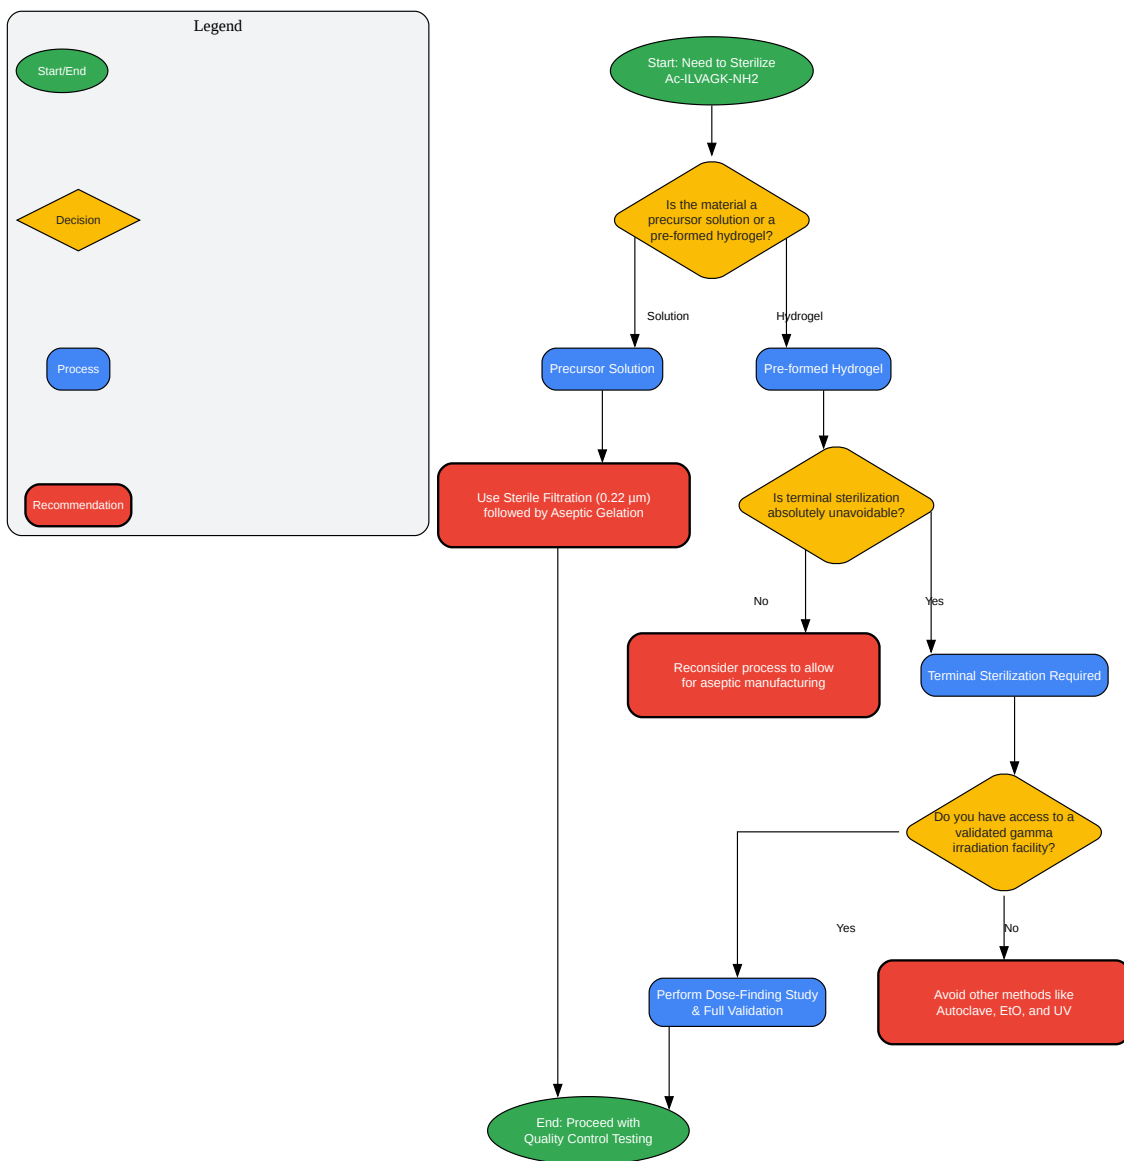 Legend
Start/End
Decision
Process
Recommendation
Start: Need to Sterilize
Ac-ILVAGK-NH2
Is the material a
precursor solution or a
pre-formed hydrogel?
Solution
Hydrogel
Precursor Solution
Pre-formed Hydrogel
Use Sterile Filtration (0.22 µm)
followed by Aseptic Gelation
Is terminal sterilization
absolutely unavoidable?
No
Yes
Reconsider process to allow
for aseptic manufacturing
Terminal Sterilization Required
Do you have access to a
validated gamma
irradiation facility?
Yes
No
Perform Dose-Finding Study
& Full Validation
Avoid other methods like
Autoclave, EtO, and UV
End: Proceed with
Quality Control Testing